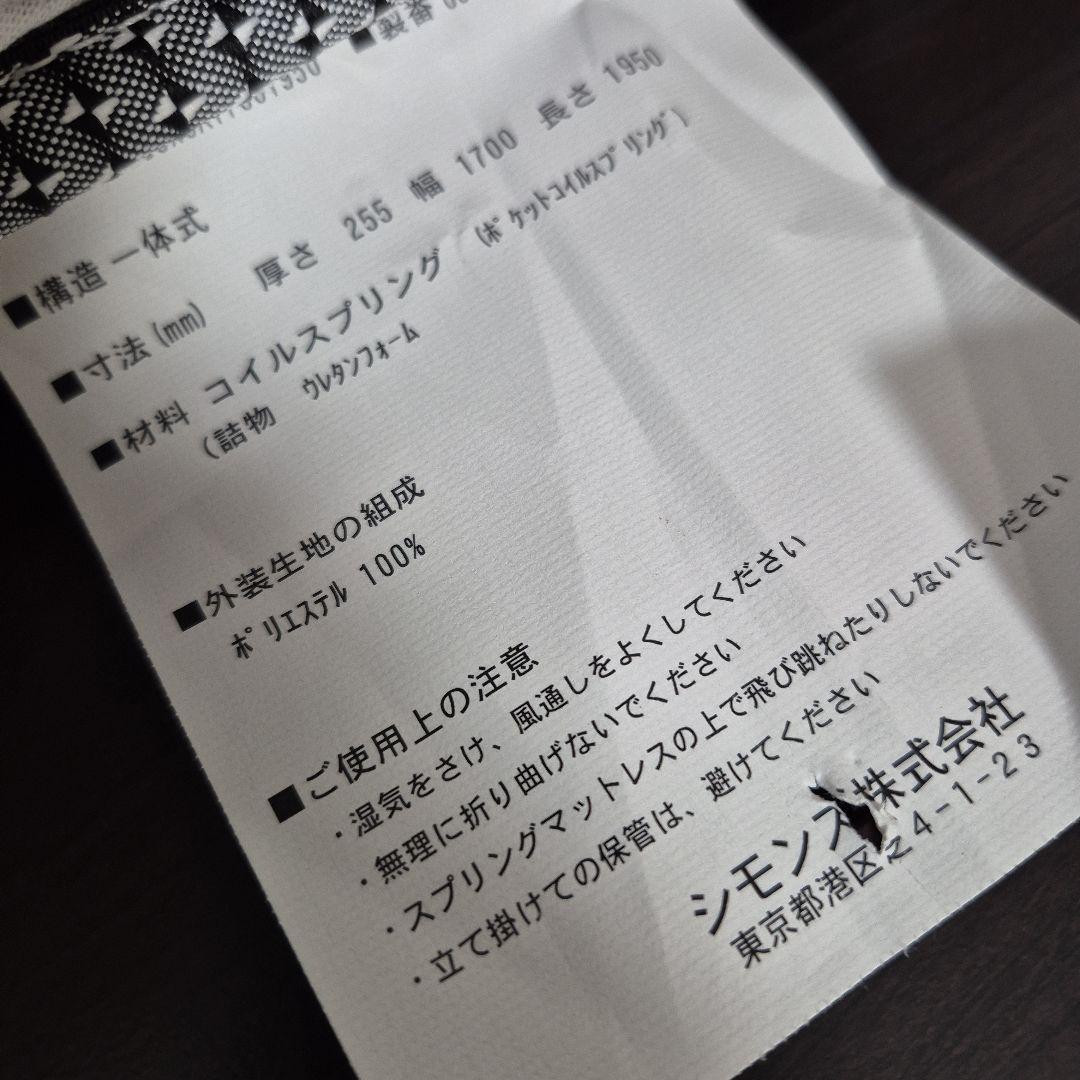 ■製番
■構造 一体式
■寸法(mm) 厚さ 255 幅 1700 長さ 1950
■材料 コイルスプリング (ﾎﾟｹｯﾄｺｲﾙｽﾌﾟﾘﾝｸﾞ)
(詰物 ｳﾚﾀﾝﾌｫｰﾑ
■外装生地の組成
ﾎﾟﾘｴｽﾃﾙ 100%
■ご使用上の注意
・湿気をさけ、風通しをよくしてください
・無理に折り曲げないでください
・スプリングマットレスの上で飛び跳ねたりしないでください
・立て掛けての保管は、避けてください
シモンズ株式会社
東京都港区芝4-1-23